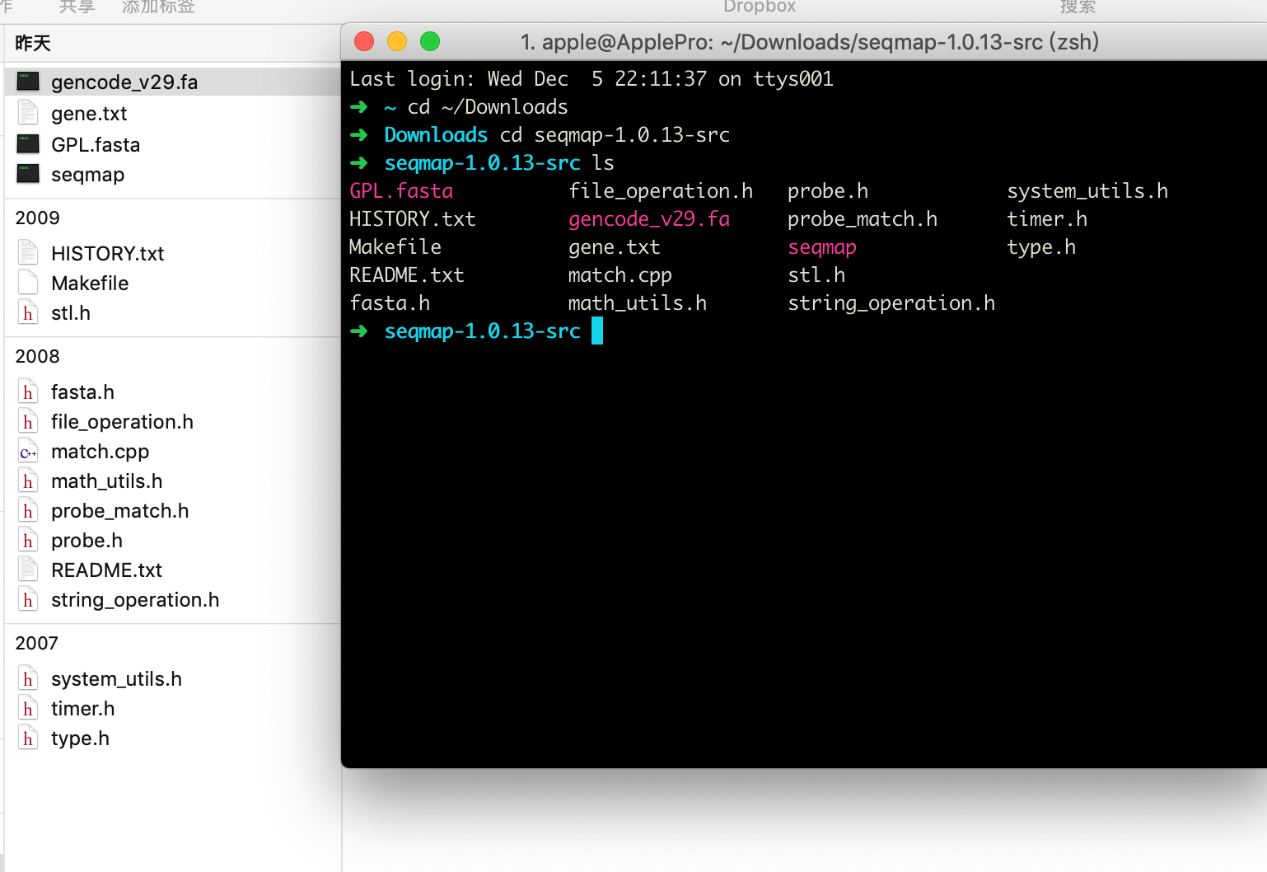 作 共享 添加标签 Dropbox 搜索
昨天
gencode_v29.fa
gene.txt
GPL.fasta
seqmap
2009
HISTORY.txt
Makefile
stl.h
2008
fasta.h
file_operation.h
match.cpp
math_utils.h
probe_match.h
probe.h
README.txt
string_operation.h
2007
system_utils.h
timer.h
type.h
1. apple@ApplePro: ~/Downloads/seqmap-1.0.13-src (zsh)
Last login: Wed Dec  5 22:11:37 on ttys001
➜ ~ cd ~/Downloads
➜ Downloads cd seqmap-1.0.13-src
➜ seqmap-1.0.13-src ls
GPL.fasta file_operation.h probe.h system_utils.h
HISTORY.txt gencode_v29.fa probe_match.h timer.h
Makefile gene.txt seqmap type.h
README.txt match.cpp stl.h
fasta.h math_utils.h string_operation.h
➜ seqmap-1.0.13-src